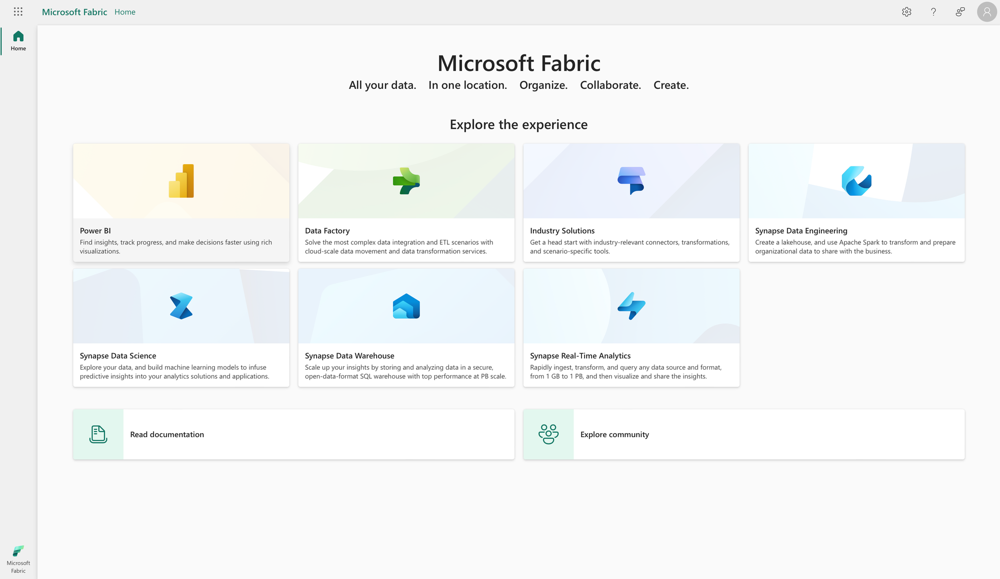 Microsoft Fabric Home
Home
Microsoft Fabric
All your data. In one location. Organize. Collaborate. Create.
Explore the experience
Power BI
Find insights, track progress, and make decisions faster using rich
visualizations.
Data Factory
Solve the most complex data integration and ETL scenarios with
cloud-scale data movement and data transformation services.
Industry Solutions
Get a head start with industry-relevant connectors, transformations,
and scenario-specific tools.
Synapse Data Engineering
Create a lakehouse, and use Apache Spark to transform and prepare
organizational data to share with the business.
Synapse Data Science
Explore your data, and build machine learning models to infuse
predictive insights into your analytics solutions and applications.
Synapse Data Warehouse
Scale up your insights by storing and analyzing data in a secure,
open-data-format SQL warehouse with top performance at PB scale.
Synapse Real-Time Analytics
Rapidly ingest, transform, and query any data source and format,
from 1 GB to 1 PB, and then visualize and share the insights.
Read documentation
Explore community
Microsoft
Fabric